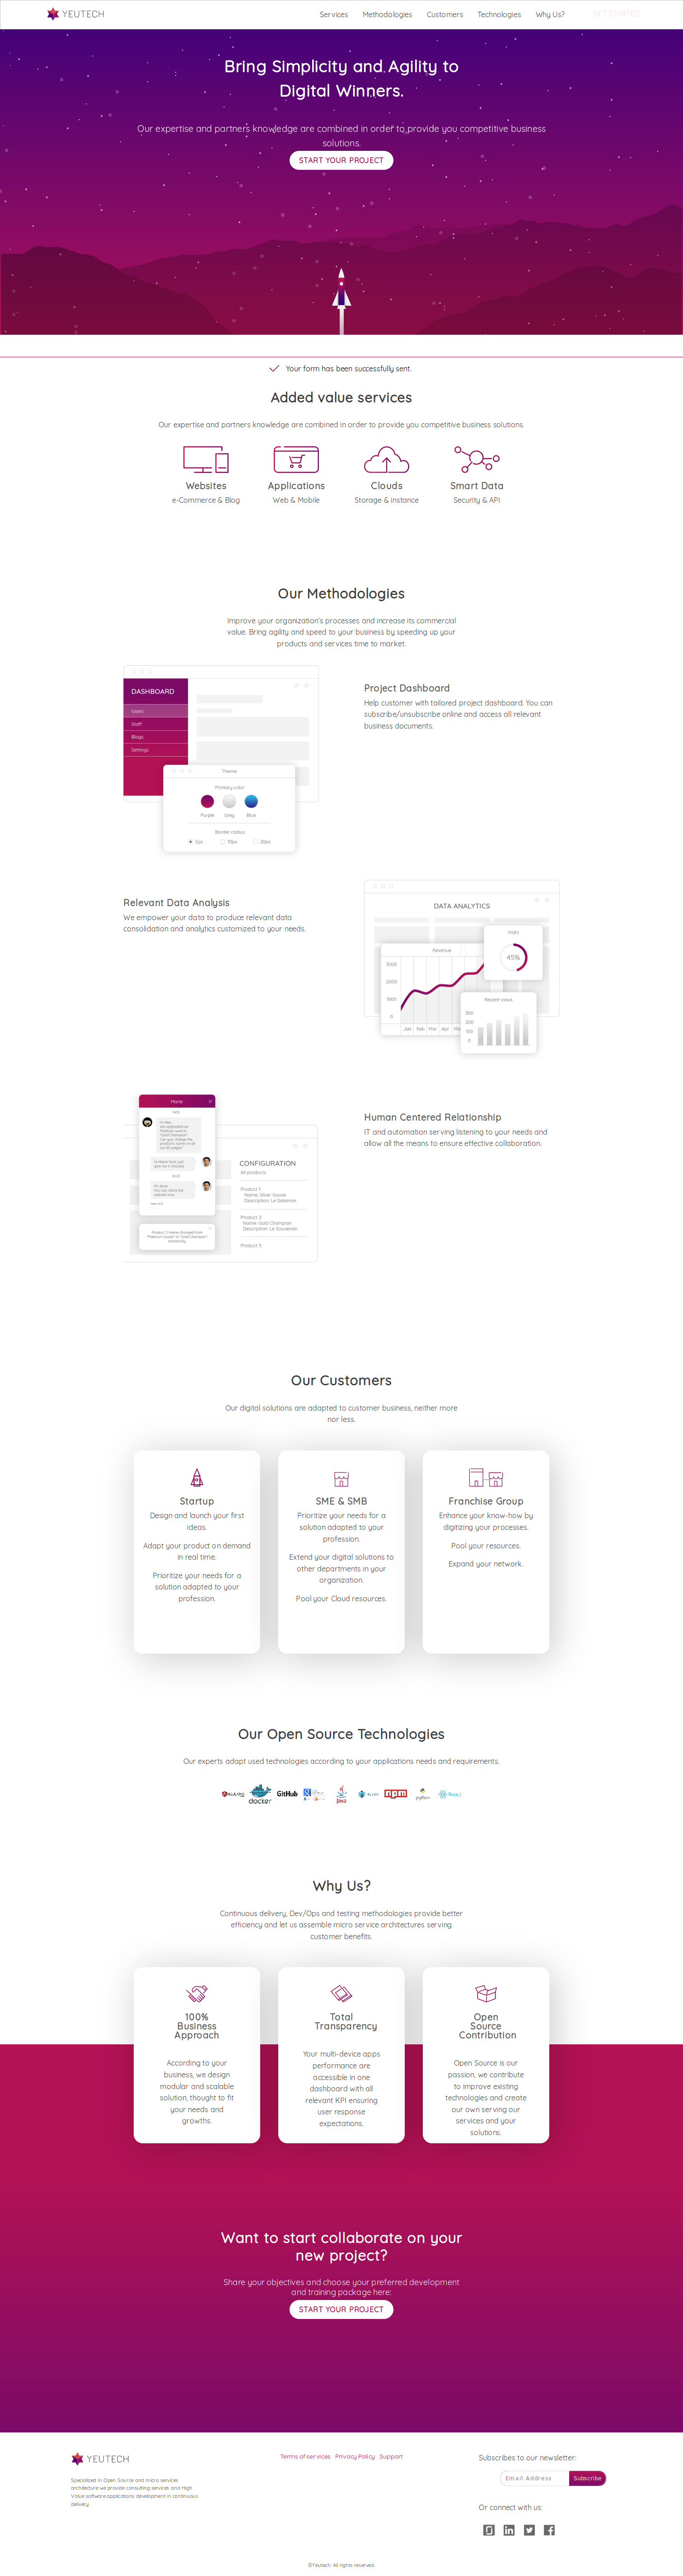 YEUTECH
Services Methodologies Customers Technologies Why Us? GET STARTED
Bring Simplicity and Agility to
Digital Winners.
Our expertise and partners knowledge are combined in order to provide you competitive business
solutions.
START YOUR PROJECT
Your form has been successfully sent.
Added value services
Our expertise and partners knowledge are combined in order to provide you competitive business solutions.
Websites
e-Commerce & Blog
Applications
Web & Mobile
Clouds
Storage & Instance
Smart Data
Security & API
Our Methodologies
Improve your organization's processes and increase its commercial
value. Bring agility and speed to your business by speeding up your
products and services time to market.
DASHBOARD
Users
Staff
Blogs
Settings
Theme
Primary color
Purple Grey Blue
Border radius
5px 10px 20px
Project Dashboard
Help customer with tailored project dashboard. You can
subscribe/unsubscribe online and access all relevant
business documents.
Relevant Data Analysis
We empower your data to produce relevant data
consolidation and analytics customized to your needs.
DATA ANALYTICS
Visits
45%
Revenue
3000
2000
1000
0
Jan Feb Mar Apr
Recent views
300
200
100
0
Marie
CONFIGURATION
All products
Product 1:
Name: Silver Goose
Description: Le Salomon
Product 2:
Name: Gold Champion
Description: Le Souverain
Product 3:
Product 2 Name changed from
"Platinum Goose" to "Gold Champion"
successfully.
Human Centered Relationship
IT and automation serving listening to your needs and
allow all the means to ensure effective collaboration.
Our Customers
Our digital solutions are adapted to customer business, neither more
nor less.
Startup
Design and launch your first
ideas.
Adapt your product on demand
in real time.
Prioritize your needs for a
solution adapted to your
profession.
SME & SMB
Prioritize your needs for a
solution adapted to your
profession.
Extend your digital solutions to
other departments in your
organization.
Pool your Cloud resources.
Franchise Group
Enhance your know-how by
digitizing your processes.
Pool your resources.
Expand your network.
Our Open Source Technologies
Our experts adapt used technologies according to your applications needs and requirements.
docker
GitHub
Java
npm
python
React
Why Us?
Continuous delivery, Dev/Ops and testing methodologies provide better
efficiency and let us assemble micro service architectures serving
customer benefits.
100%
Business
Approach
According to your
business, we design
modular and scalable
solution, thought to fit
your needs and
growths.
Total
Transparency
Your multi-device apps
performance are
accessible in one
dashboard with all
relevant KPI ensuring
user response
expectations.
Open
Source
Contribution
Open Source is our
passion, we contribute
to improve existing
technologies and create
our own serving our
services and your
solutions.
Want to start collaborate on your
new project?
Share your objectives and choose your preferred development
and training package here:
START YOUR PROJECT
YEUTECH
Specialized in Open Source and micro services
architecture we provide consulting services and High
Value software applications development in continuous
delivery.
Terms of services Privacy Policy Support
Subscribes to our newsletter:
Email Address Subscribe
Or connect with us:
©Yeutech. All rights reserved.